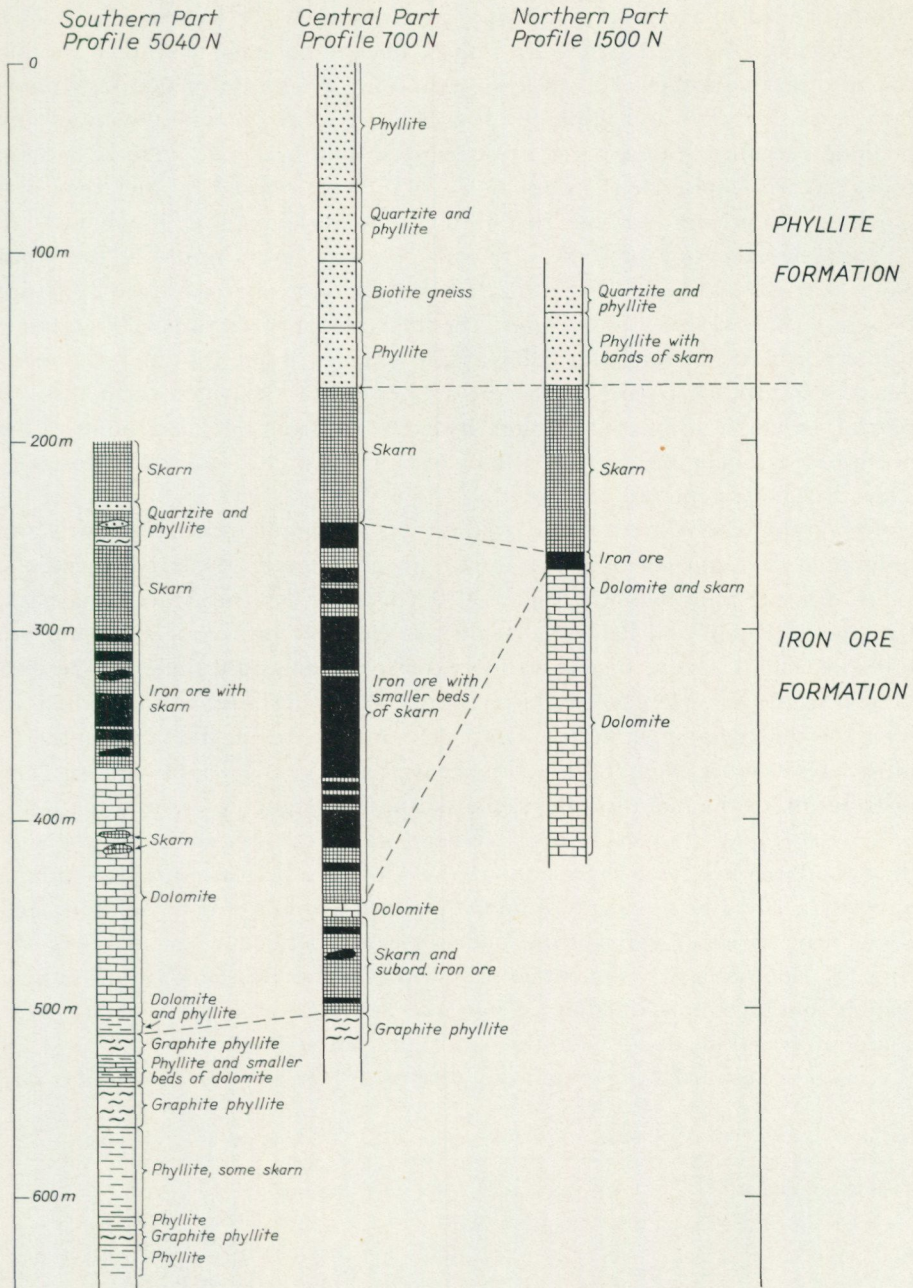 Southern Part
Profile 5040 N
Central Part
Profile 700 N
Northern Part
Profile 1500 N
0
100 m
200 m
300 m
400 m
500 m
600 m
Skarn
Quartzite and
phyllite
Skarn
Iron ore with
skarn
Skarn
Dolomite
Dolomite
and phyllite
Graphite phyllite
Phyllite and smaller
beds of dolomite
Graphite phyllite
Phyllite, some skarn
Phyllite
Graphite phyllite
Phyllite
Phyllite
Quartzite and
phyllite
Biotite gneiss
Phyllite
Skarn
Iron ore with
smaller beds
of skarn
Dolomite
Skarn and
subord. iron ore
Graphite phyllite
Quartzite and
phyllite
Phyllite with
bands of skarn
Skarn
Iron ore
Dolomite and skarn
Dolomite
PHYLLITE
FORMATION
IRON ORE
FORMATION